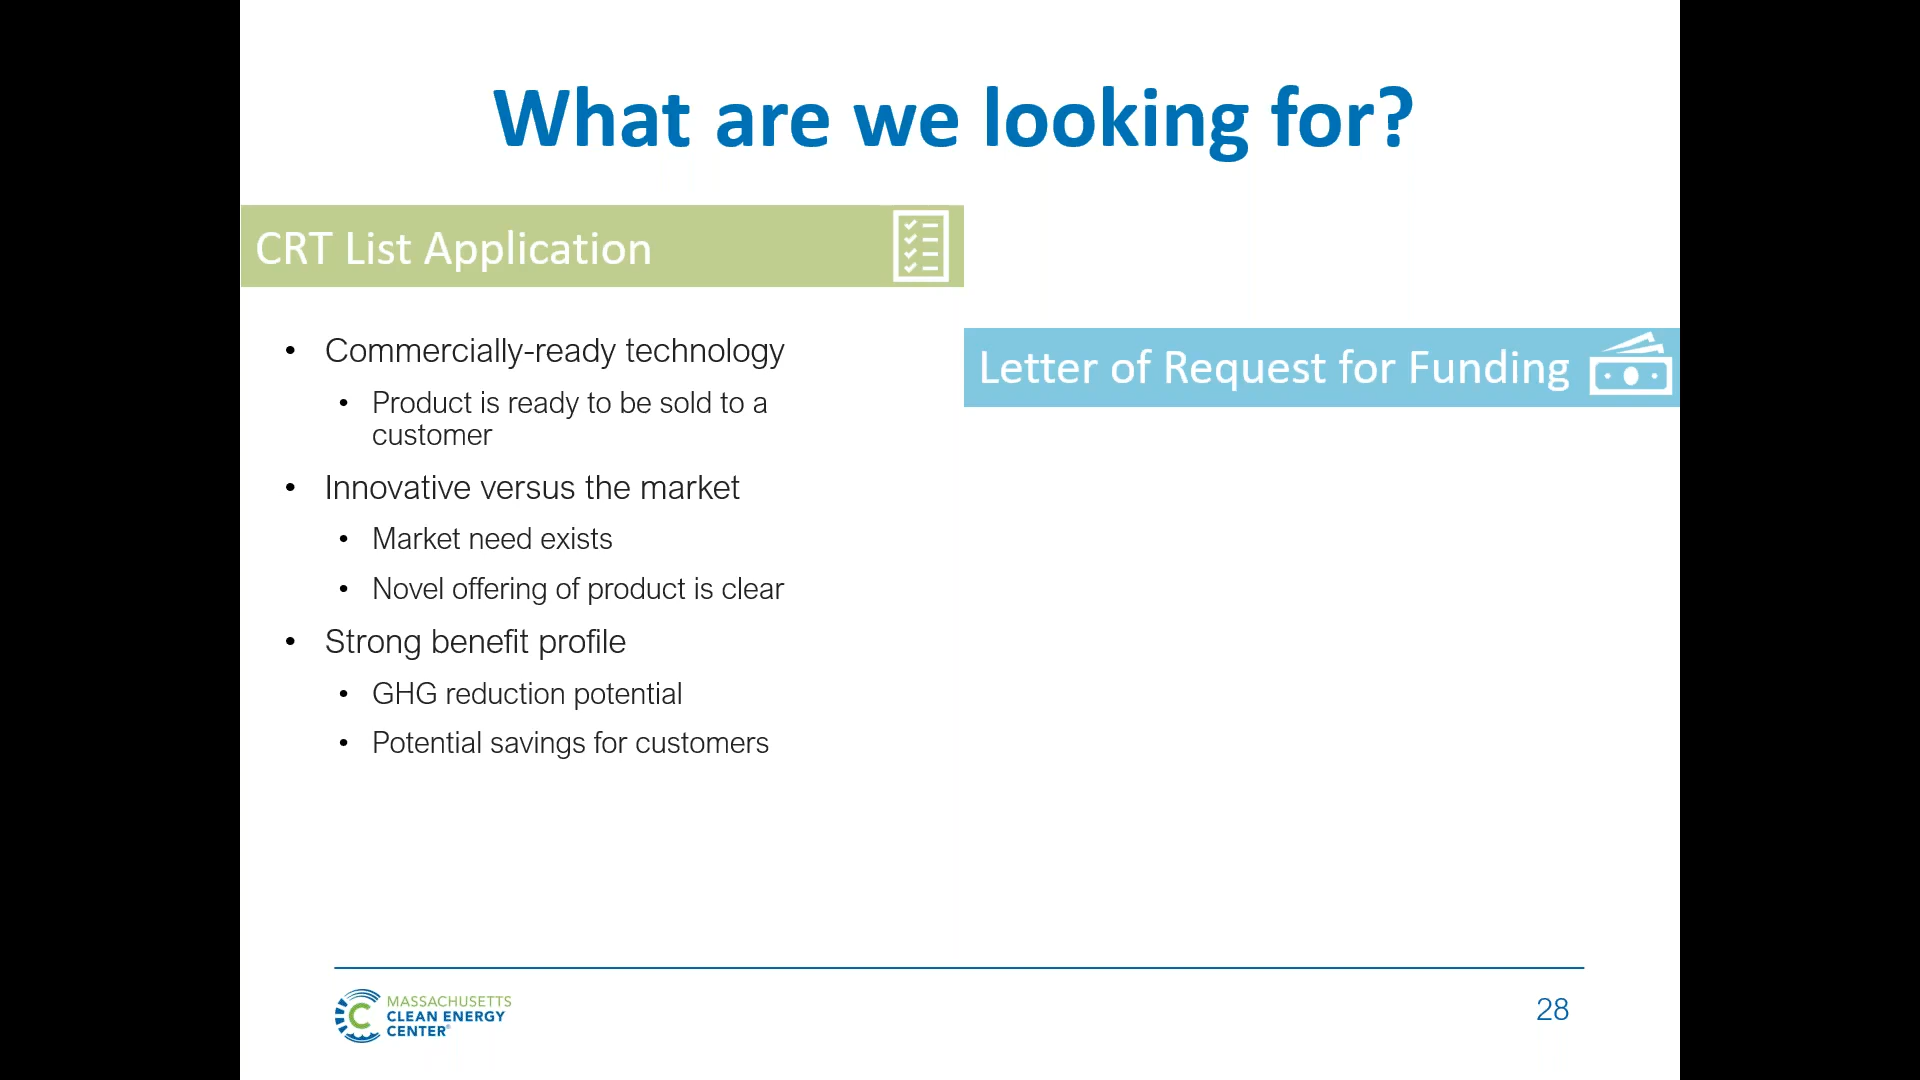 What are we looking for?
CRT List Application
• Commercially-ready technology
• Product is ready to be sold to a
customer
• Innovative versus the market
• Market need exists
• Novel offering of product is clear
• Strong benefit profile
• GHG reduction potential
• Potential savings for customers
Letter of Request for Funding
MASSACHUSETTS
CLEAN ENERGY
CENTER®
28